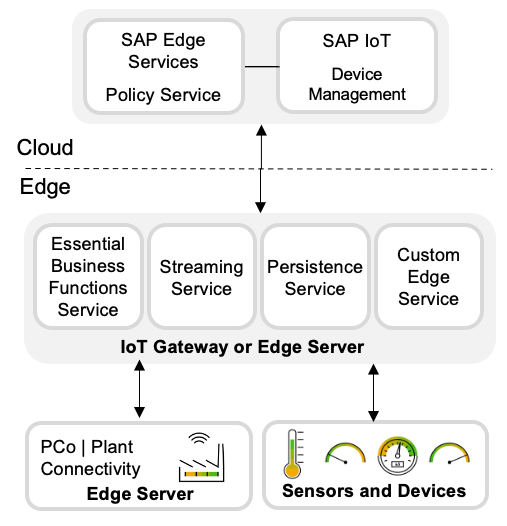 SAP Edge
Services
Policy Service
SAP IoT
Device
Management
Cloud
Edge
Essential
Business
Functions
Service
Streaming
Service
Persistence
Service
Custom
Edge
Service
IoT Gateway or Edge Server
PCo | Plant
Connectivity
Edge Server
Sensors and Devices